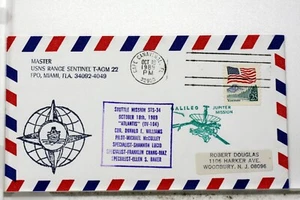 MASTER
USNS RANGE SENTINEL T-AGM 22
FPO, MIAMI, FLA, 34092-4049
CAPE CANAVERAL
OCT 18
1989
PM
SHUTTLE MISSION STS-34
OCTOBER 18th, 1989
"ATLANTIS" (OV-104)
CDR. DONALD E. WILLIAMS
PILOT-MICHAEL McCULLEY
SPECIALIST-SHANNON LUCID
SPECIALIST-FRANKLIN CHANG-DIAZ
SPECIALIST-ELLEN S. BAKER
GALILEO
JUPITER
MISSION
ROBERT DOUGLAS
1106 HARKER AVE.
WOODBURY, N. J. 08096